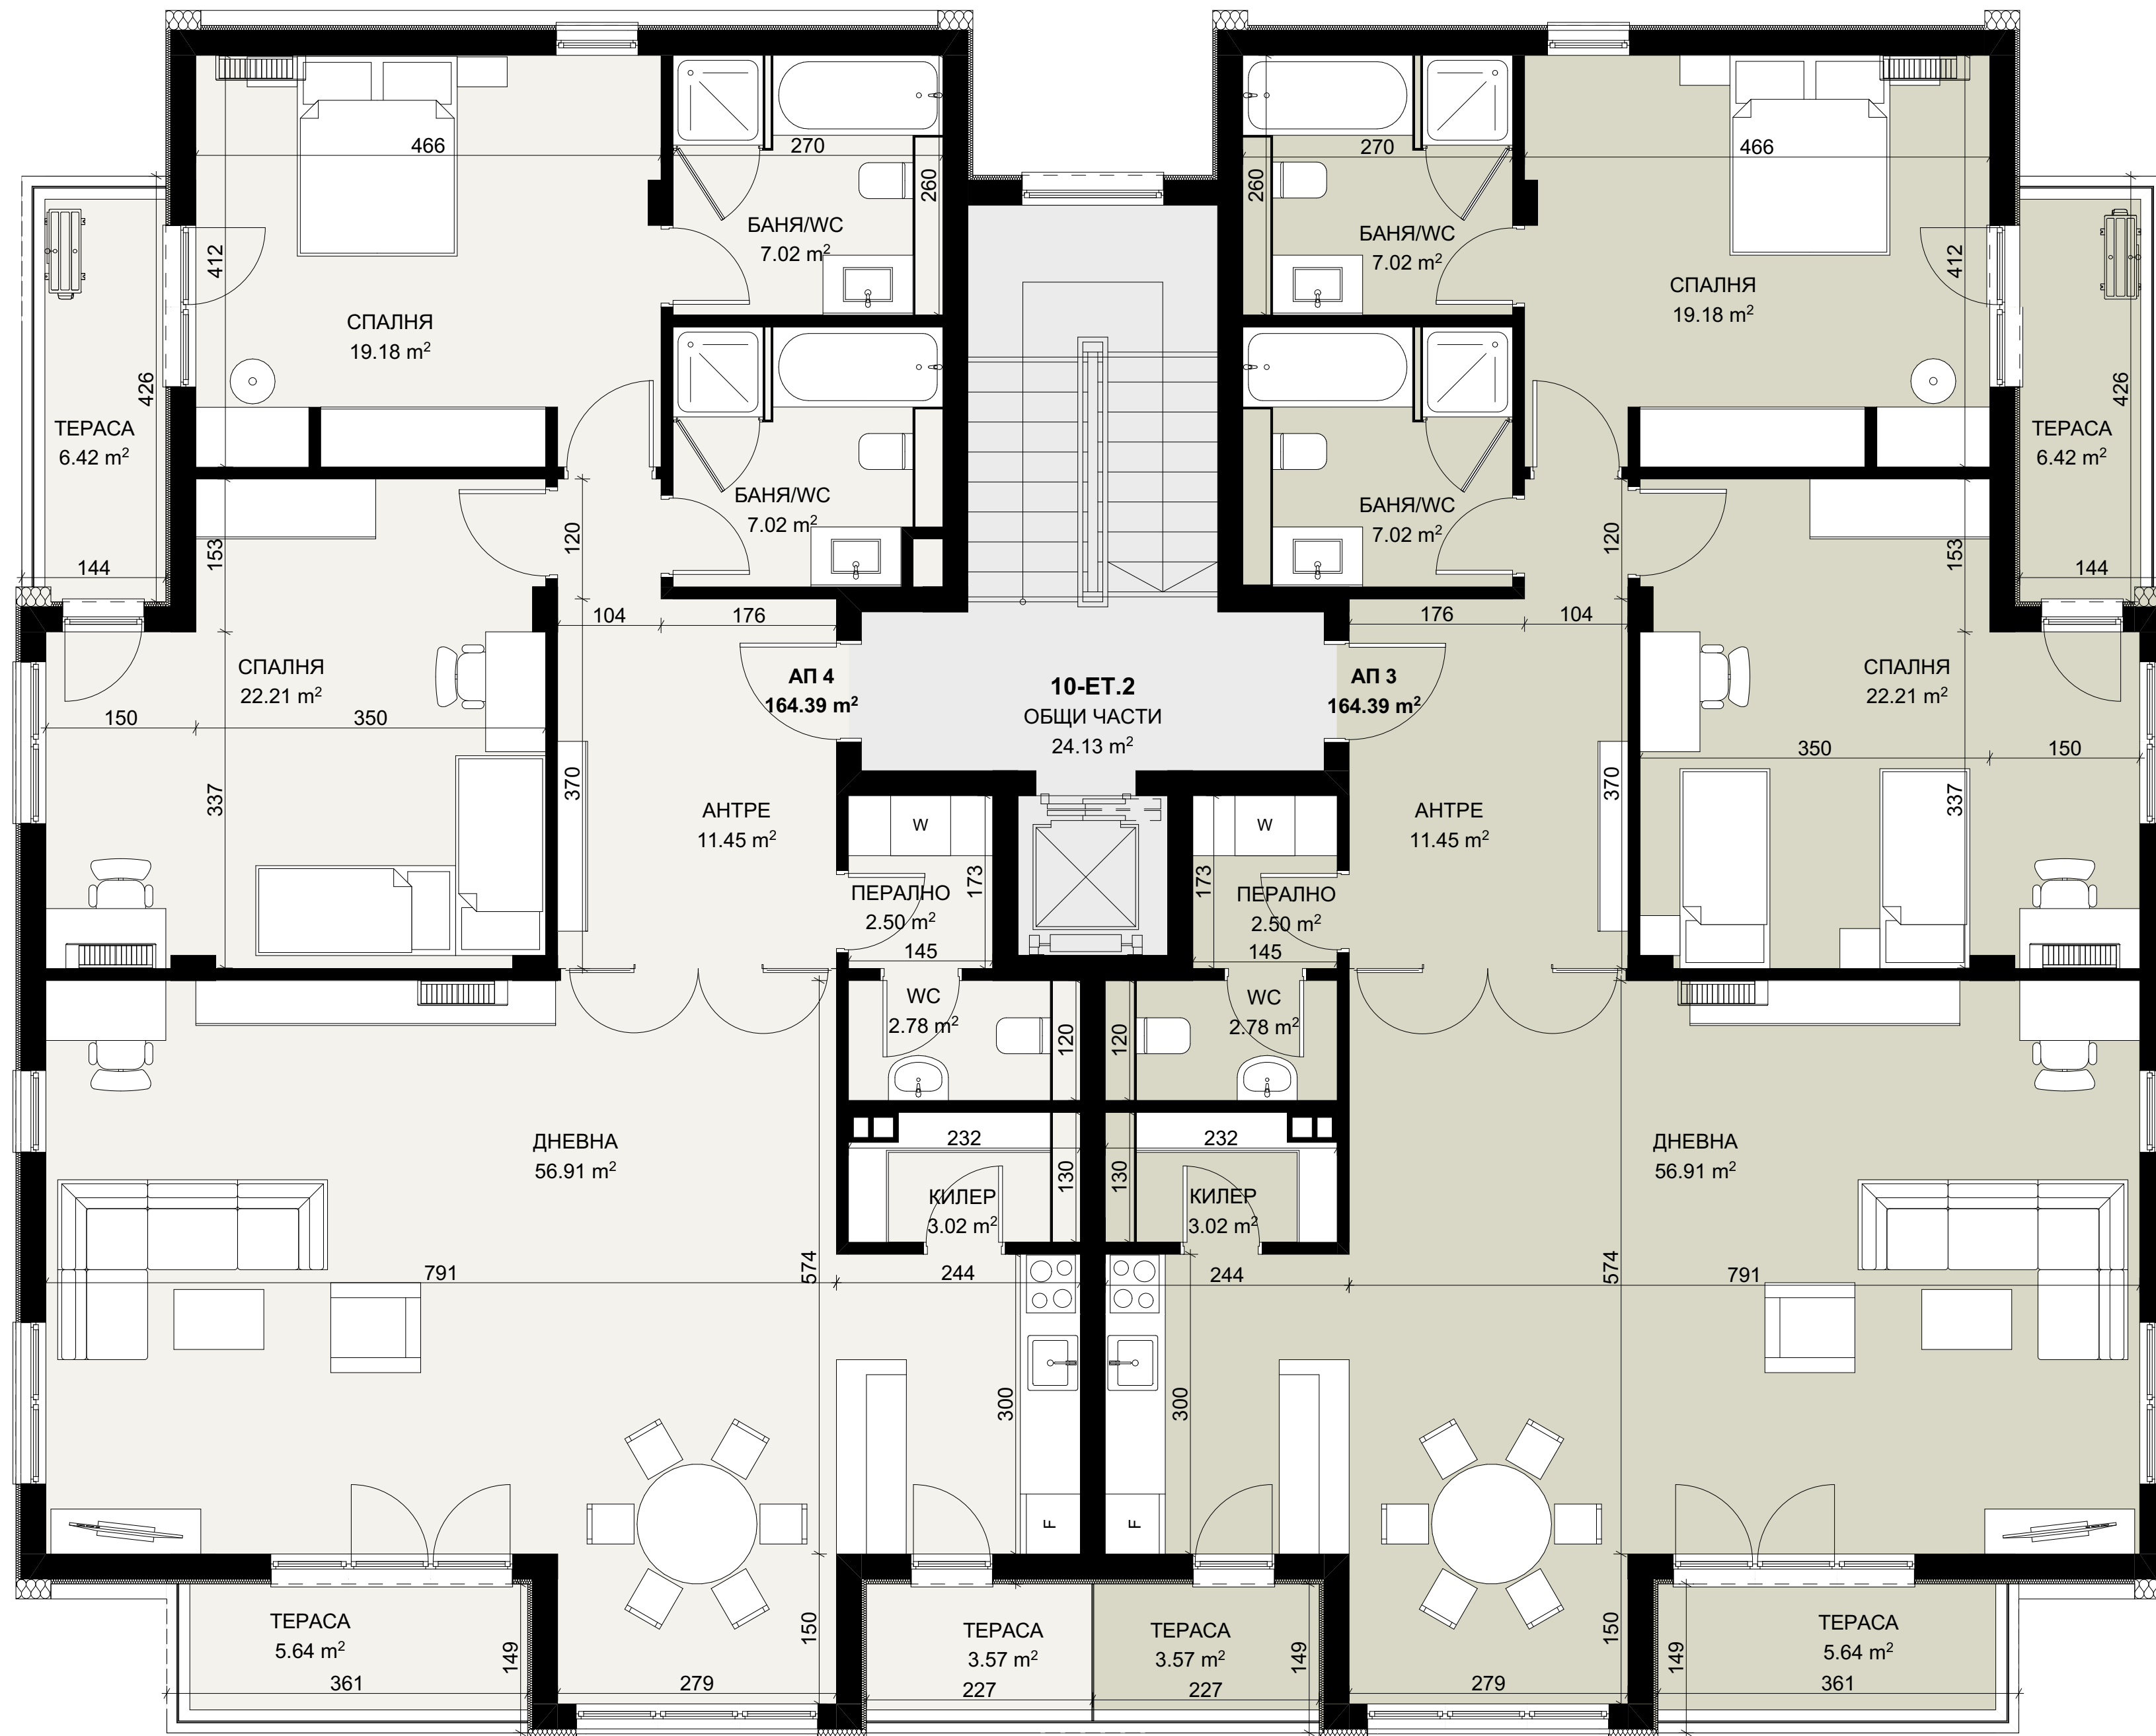 466
270
260
БАНЯ/WC
7.02 m²
412
СПАЛНЯ
19.18 m²
426
ТЕРАСА
6.42 m²
144
153
120
БАНЯ/WC
7.02 m²
104
176
СПАЛНЯ
22.21 m²
150
350
337
370
АП 4
164.39 m²
АНТРЕ
11.45 m²
W
173
ПЕРАЛНО
2.50 m²
145
WC
2.78 m²
120
232
130
КИЛЕР
3.02 m²
ДНЕВНА
56.91 m²
791
574
244
300
F
ТЕРАСА
5.64 m²
149
361
150
279
ТЕРАСА
3.57 m²
227
10-ЕТ.2
ОБЩИ ЧАСТИ
24.13 m²
270
466
260
БАНЯ/WC
7.02 m²
412
СПАЛНЯ
19.18 m²
426
ТЕРАСА
6.42 m²
144
153
120
БАНЯ/WC
7.02 m²
176
104
АП 3
164.39 m²
СПАЛНЯ
22.21 m²
350
150
337
370
АНТРЕ
11.45 m²
W
173
ПЕРАЛНО
2.50 m²
145
WC
2.78 m²
120
232
130
КИЛЕР
3.02 m²
ДНЕВНА
56.91 m²
244
574
791
300
F
ТЕРАСА
3.57 m²
149
227
150
279
149
ТЕРАСА
5.64 m²
361